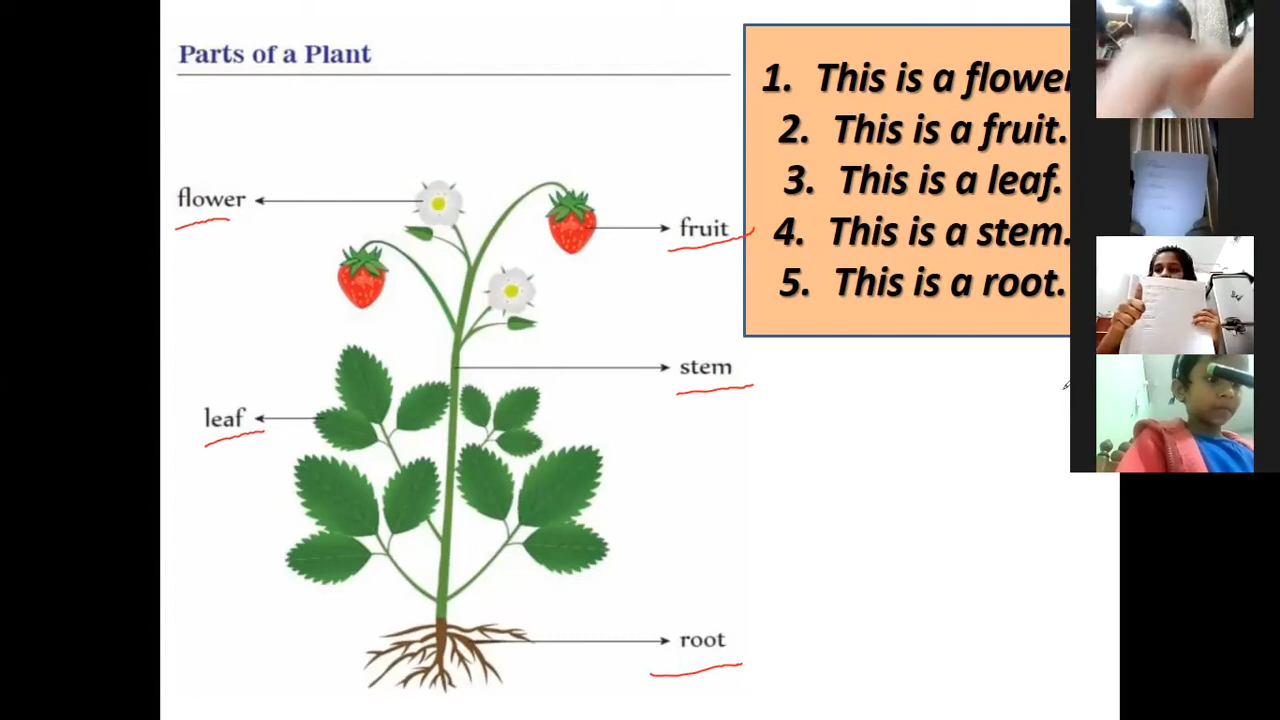 Parts of a Plant
flower
fruit
stem
leaf
root
1. This is a flower
2. This is a fruit.
3. This is a leaf.
4. This is a stem.
5. This is a root.